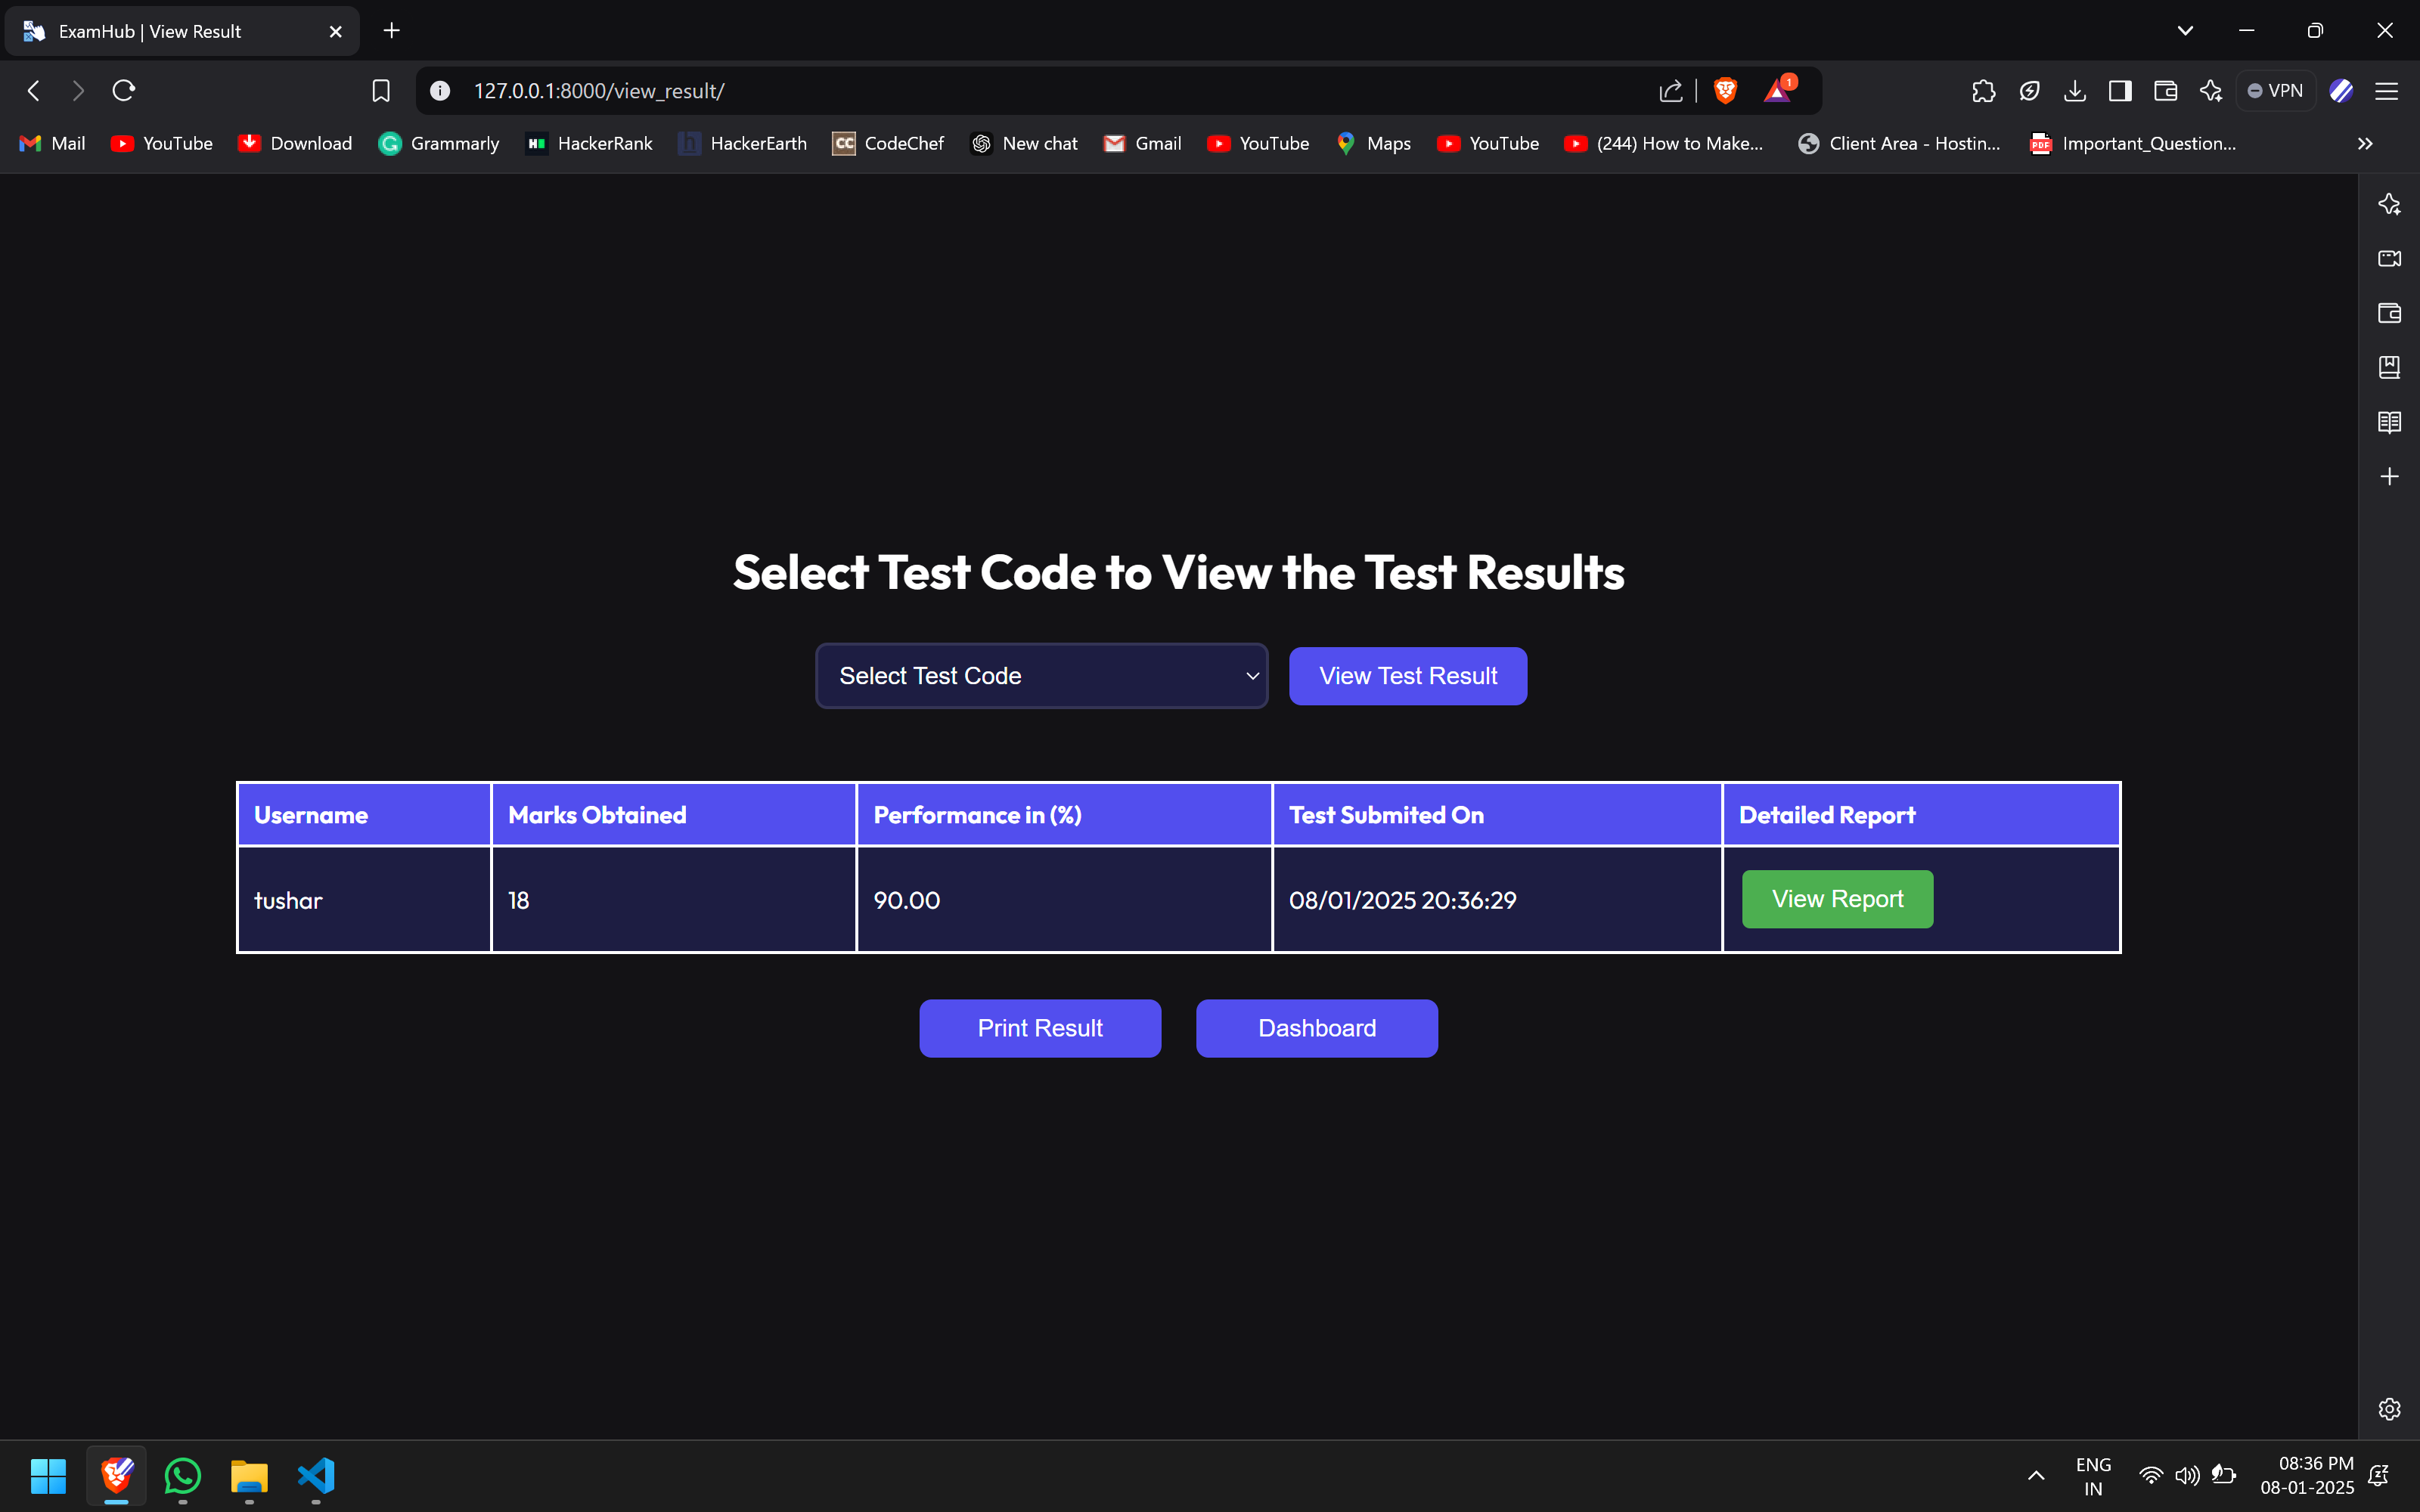 ExamHub | View Result
127.0.0.1:8000/view_result/
1
VPN
Mail YouTube Download Grammarly HackerRank HackerEarth CodeChef New chat Gmail YouTube Maps YouTube (244) How to Make... Client Area - Hostin... Important_Question...
Select Test Code to View the Test Results
Select Test Code View Test Result
Username Marks Obtained Performance in (%) Test Submited On Detailed Report
tushar 18 90.00 08/01/2025 20:36:29 View Report
Print Result Dashboard
ENG 08:36 PM
IN 08-01-2025